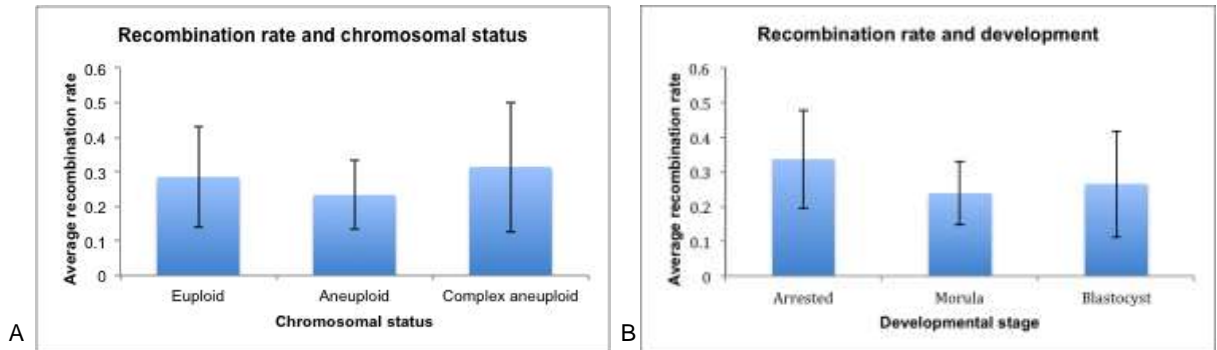 A
Recombination rate and chromosomal status
Average recombination rate
0.6
0.5
0.4
0.3
0.2
0.1
0
Euploid Aneuploid Complex aneuploid
Chromosomal status
B
Recombination rate and development
Average recombination rate
0.6
0.5
0.4
0.3
0.2
0.1
0
Arrested Morula Blastocyst
Developmental stage